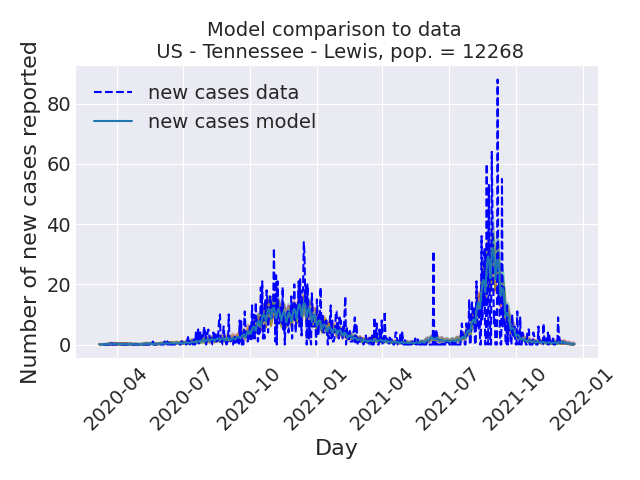 Model comparison to data
US - Tennessee - Lewis, pop. = 12268
new cases data
new cases model
Number of new cases reported
80
60
40
20
0
2020-04
2020-07
2020-10
2021-01
2021-04
2021-07
2021-10
2022-01
Day